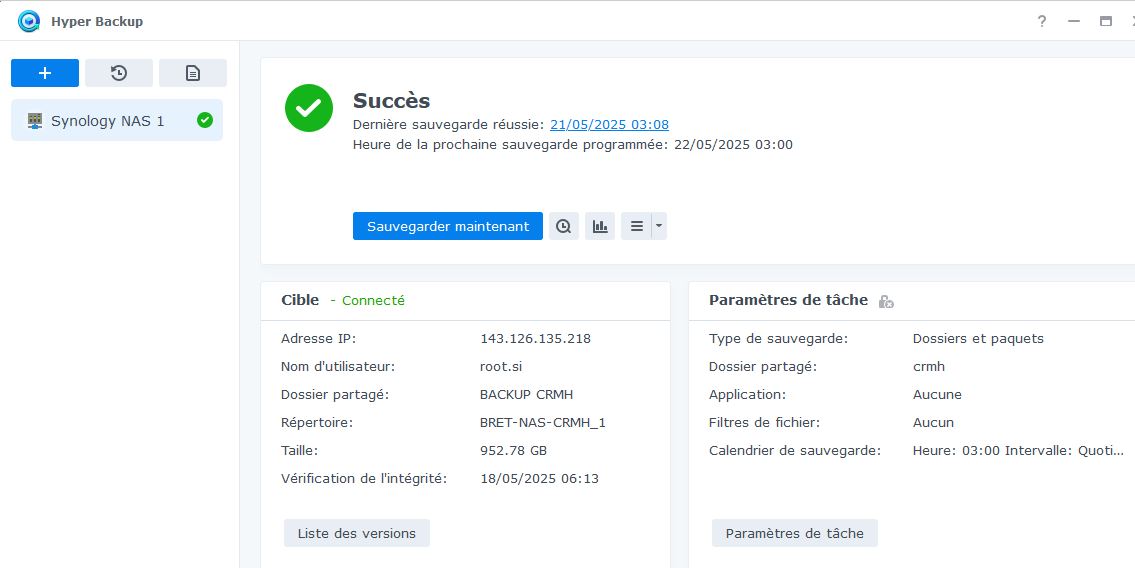 Hyper Backup
Synology NAS 1
Succès
Dernière sauvegarde réussie: 21/05/2025 03:08
Heure de la prochaine sauvegarde programmée: 22/05/2025 03:00
Sauvegarder maintenant
Cible - Connecté
Adresse IP: 143.126.135.218
Nom d'utilisateur: root.si
Dossier partagé: BACKUP CRMH
Répertoire: BRET-NAS-CRMH_1
Taille: 952.78 GB
Vérification de l'intégrité: 18/05/2025 06:13
Liste des versions
Paramètres de tâche
Type de sauvegarde: Dossiers et paquets
Dossier partagé: crmh
Application: Aucune
Filtres de fichier: Aucun
Calendrier de sauvegarde: Heure: 03:00 Intervalle: Quoti...
Paramètres de tâche